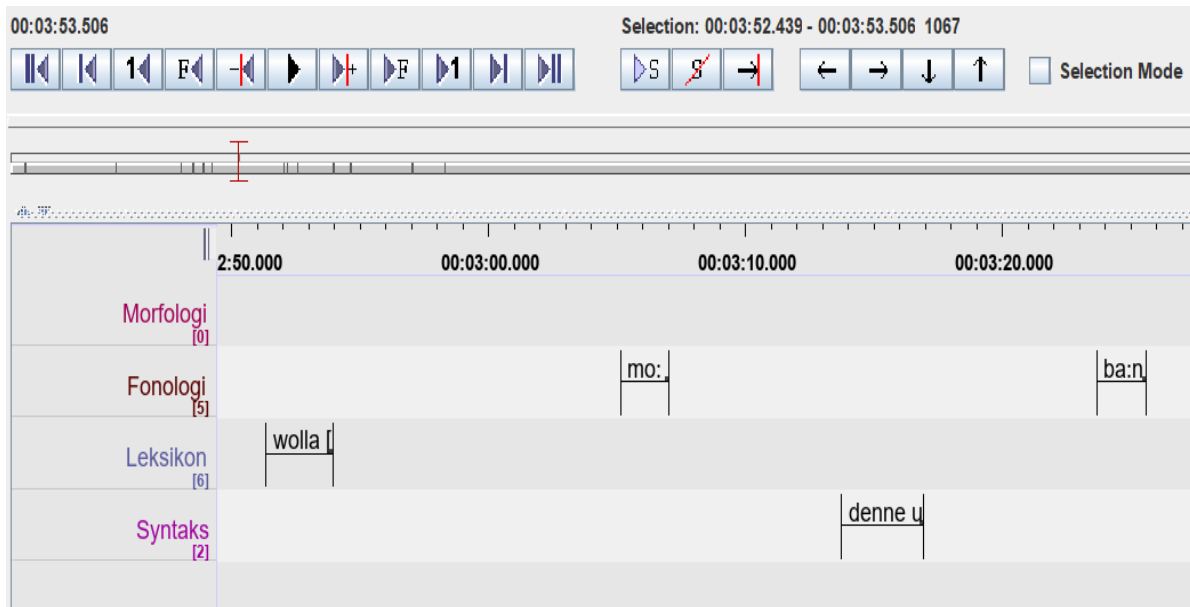 00:03:53.506 Selection: 00:03:52.439 - 00:03:53.506 1067
1 F - + F 1 S S Selection Mode
2:50.000 00:03:00.000 00:03:10.000 00:03:20.000
Morfologi
[0]
Fonologi mo: ba:n
[5]
Leksikon wolla [
[6]
Syntaks denne u
[2]